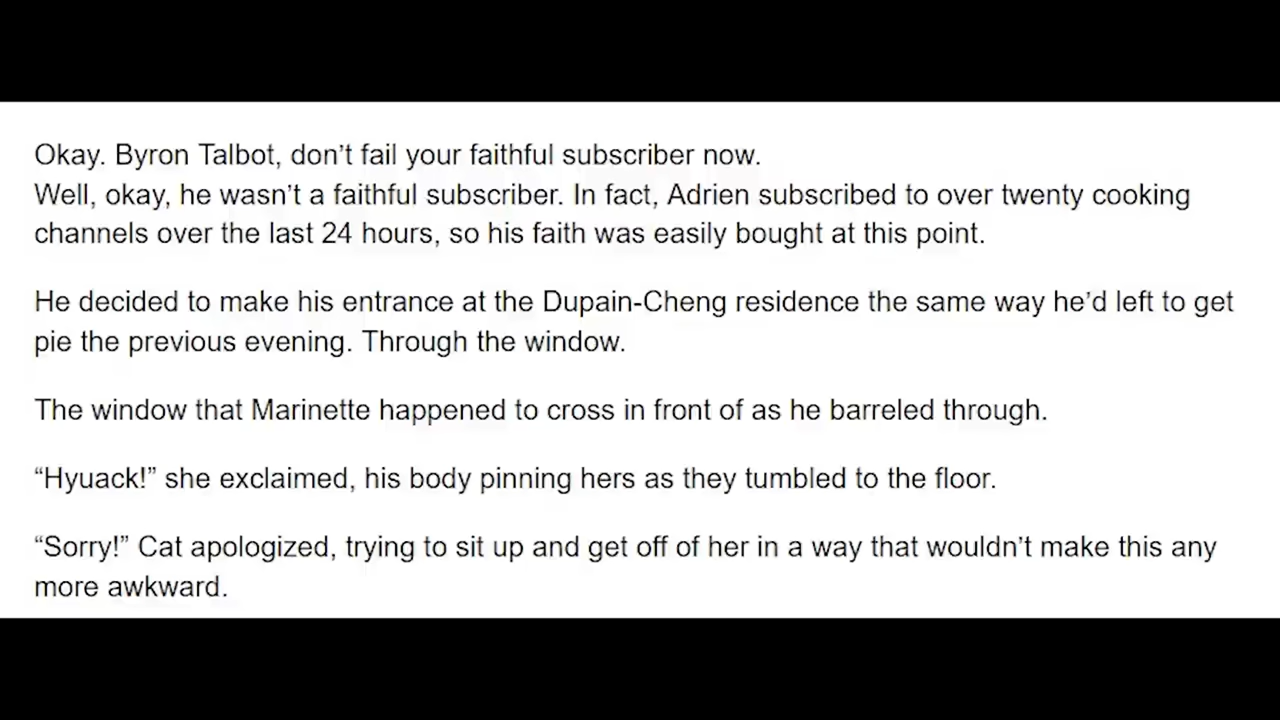 Okay. Byron Talbot, don’t fail your faithful subscriber now.
Well, okay, he wasn’t a faithful subscriber. In fact, Adrien subscribed to over twenty cooking
channels over the last 24 hours, so his faith was easily bought at this point.
He decided to make his entrance at the Dupain-Cheng residence the same way he’d left to get
pie the previous evening. Through the window.
The window that Marinette happened to cross in front of as he barreled through.
“Hyuack!” she exclaimed, his body pinning hers as they tumbled to the floor.
“Sorry!” Cat apologized, trying to sit up and get off of her in a way that wouldn’t make this any
more awkward.